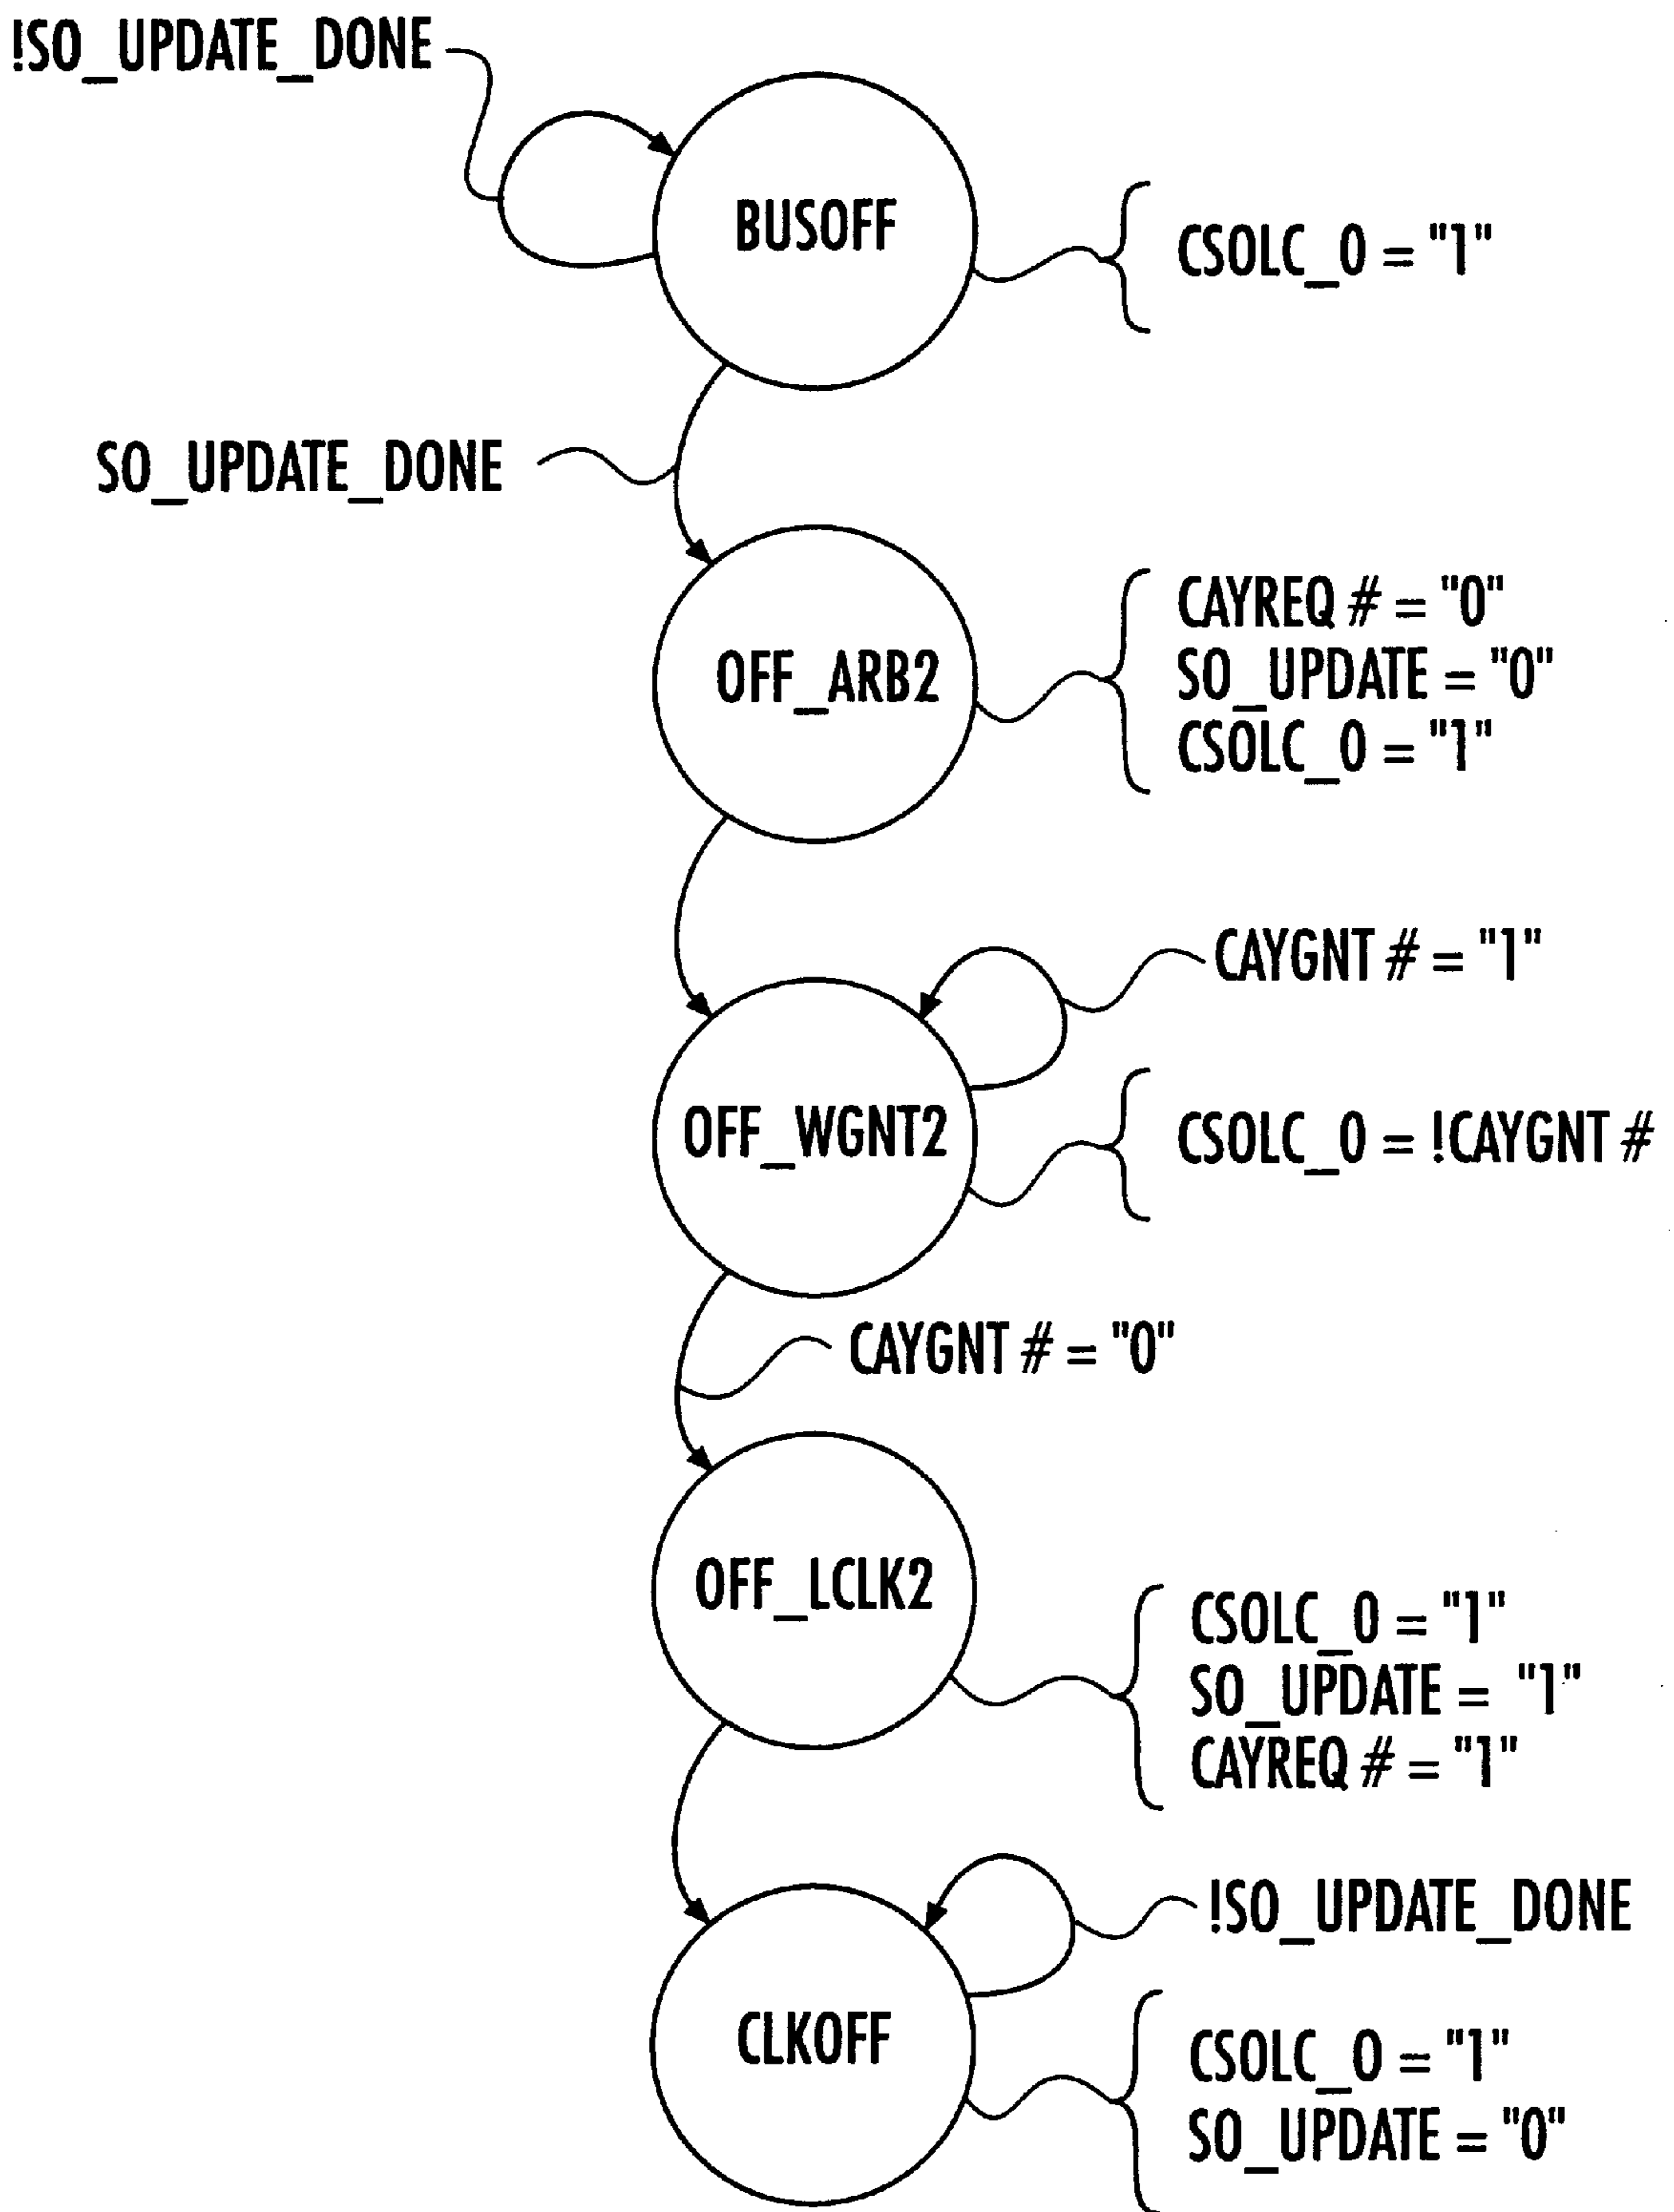 !SO_UPDATE_DONE
BUSOFF
CSOLC_0 = "1"
SO_UPDATE_DONE
OFF_ARB2
CAYREQ # = "0"
SO_UPDATE = "0"
CSOLC_0 = "1"
CAYGNT # = "1"
OFF_WGNT2
CSOLC_0 = !CAYGNT #
CAYGNT # = "0"
OFF_LCLK2
CSOLC_0 = "1"
SO_UPDATE = "1"
CAYREQ # = "1"
!SO_UPDATE_DONE
CLKOFF
CSOLC_0 = "1"
SO_UPDATE = "0"